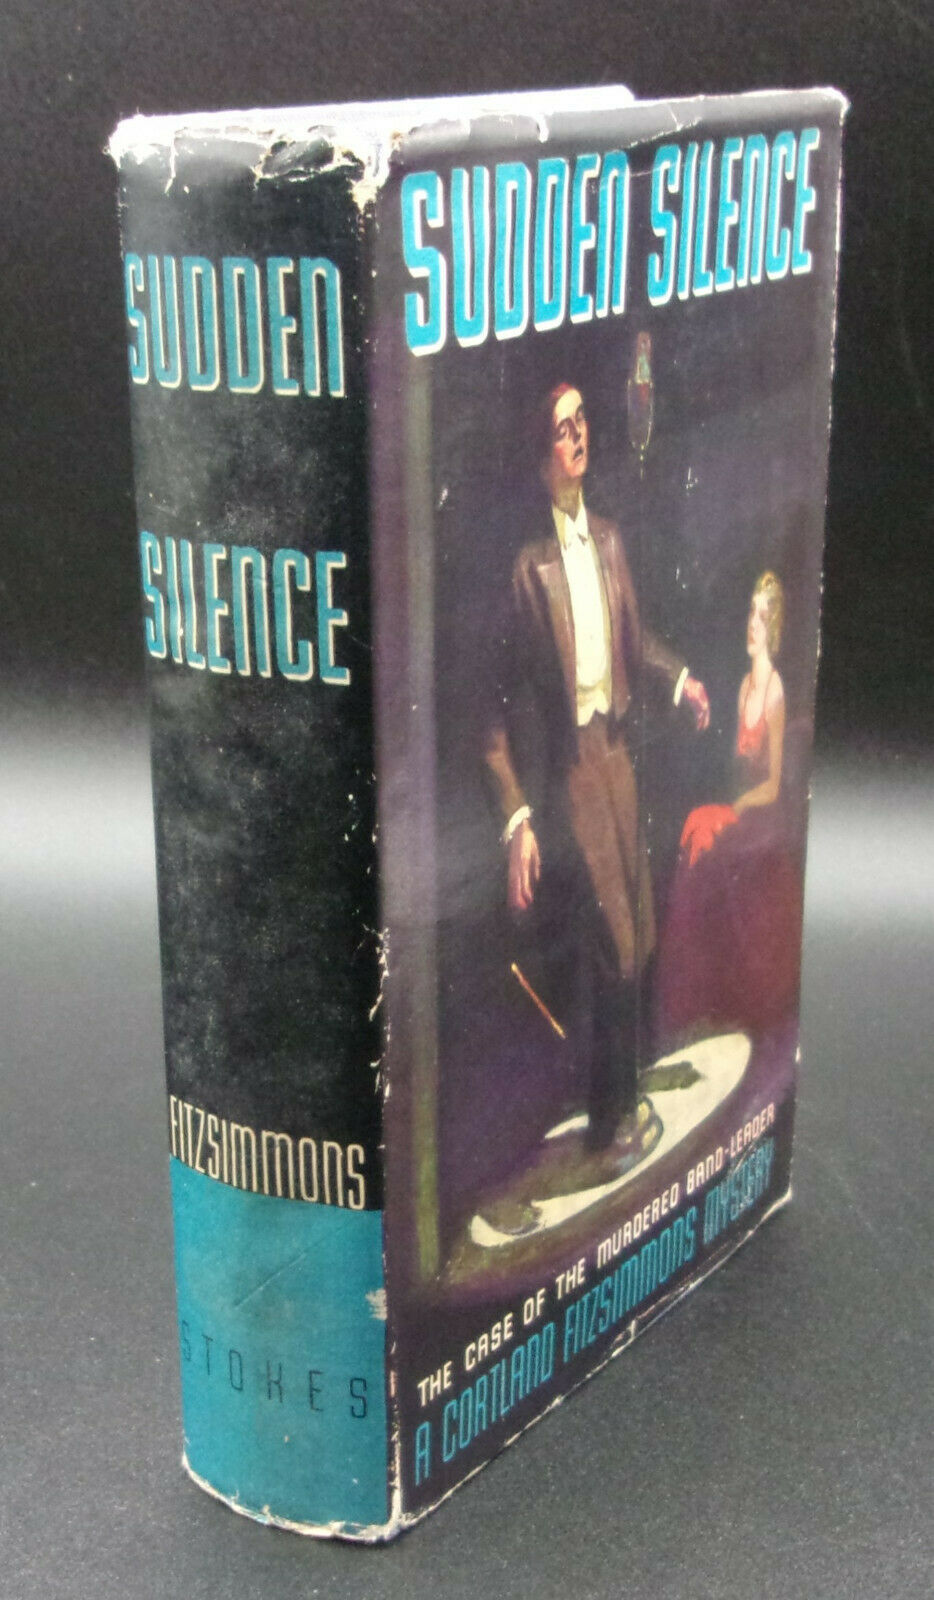 SUDDEN
SILENCE
FITZSIMMONS
STOKES
SUDDEN SILENCE
THE CASE OF THE MURDERED BAND-LEADER
A CORTLAND FITZSIMMONS MYSTERY